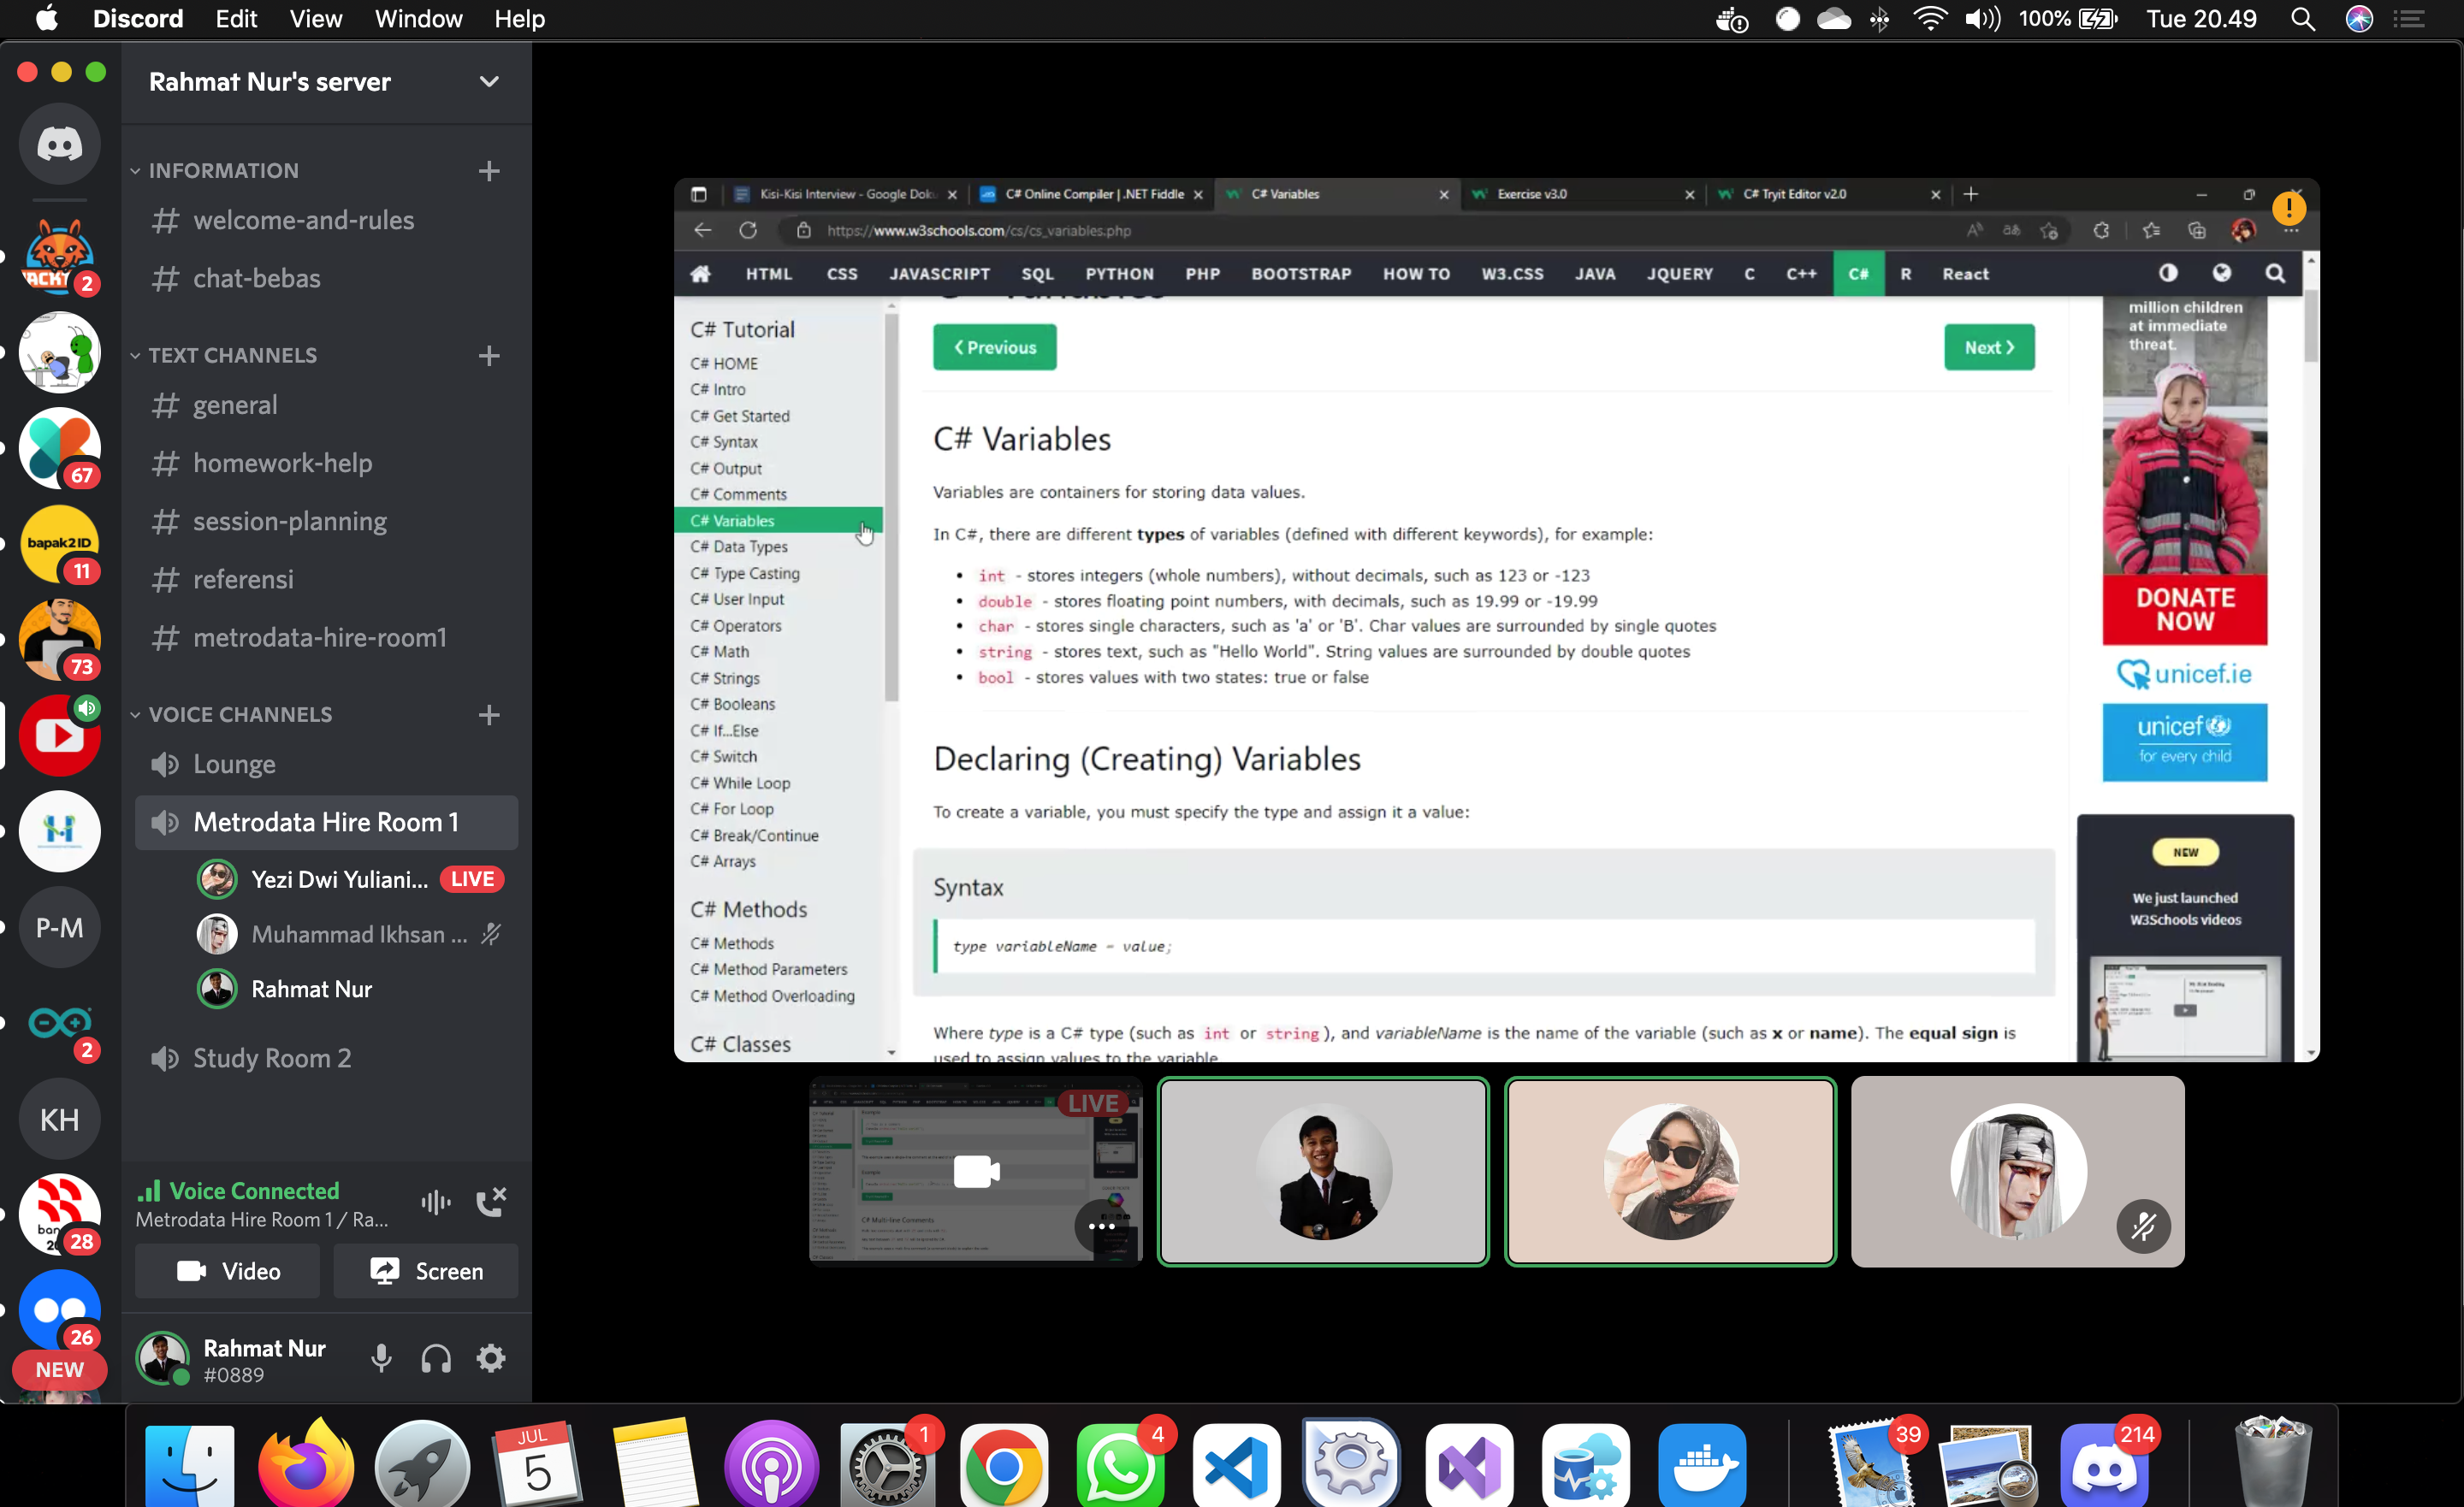 Discord Edit View Window Help
100% Tue 20.49
Rahmat Nur's server
INFORMATION
welcome-and-rules
chat-bebas
TEXT CHANNELS
general
homework-help
session-planning
referensi
metrodata-hire-room1
VOICE CHANNELS
Lounge
Metrodata Hire Room 1
Yezi Dwi Yuliani... LIVE
Muhammad Ikhsan ...
Rahmat Nur
Study Room 2
2
67
bapak2ID
11
73
P-M
2
KH
28
26
NEW
Voice Connected
Metrodata Hire Room 1 / Ra...
Video Screen
Rahmat Nur
#0889
Kisi-Kisi Interview - Google Dok
C# Online Compiler | .NET Fiddle
C# Variables
Exercise v3.0
C# Tryit Editor v2.0
https://www.w3schools.com/cs/cs_variables.php
HTML CSS JAVASCRIPT SQL PYTHON PHP BOOTSTRAP HOW TO W3.CSS JAVA JQUERY C C++ C# R React
C# Tutorial
C# HOME
C# Intro
C# Get Started
C# Syntax
C# Output
C# Comments
C# Variables
C# Data Types
C# Type Casting
C# User Input
C# Operators
C# Math
C# Strings
C# Booleans
C# If...Else
C# Switch
C# While Loop
C# For Loop
C# Break/Continue
C# Arrays
C# Methods
C# Methods
C# Method Parameters
C# Method Overloading
C# Classes
❮ Previous
Next ❯
C# Variables
Variables are containers for storing data values.
In C#, there are different types of variables (defined with different keywords), for example:
• int - stores integers (whole numbers), without decimals, such as 123 or -123
• double - stores floating point numbers, with decimals, such as 19.99 or -19.99
• char - stores single characters, such as 'a' or 'B'. Char values are surrounded by single quotes
• string - stores text, such as "Hello World". String values are surrounded by double quotes
• bool - stores values with two states: true or false
Declaring (Creating) Variables
To create a variable, you must specify the type and assign it a value:
Syntax
type variableName = value;
Where type is a C# type (such as int or string), and variableName is the name of the variable (such as x or name). The equal sign is
used to assign values to the variable
million children
at immediate
threat.
DONATE
NOW
unicef.ie
unicef
for every child
NEW
We just launched
W3Schools videos
LIVE
C# Multi-line Comments
JUL
5
1
4
39
214